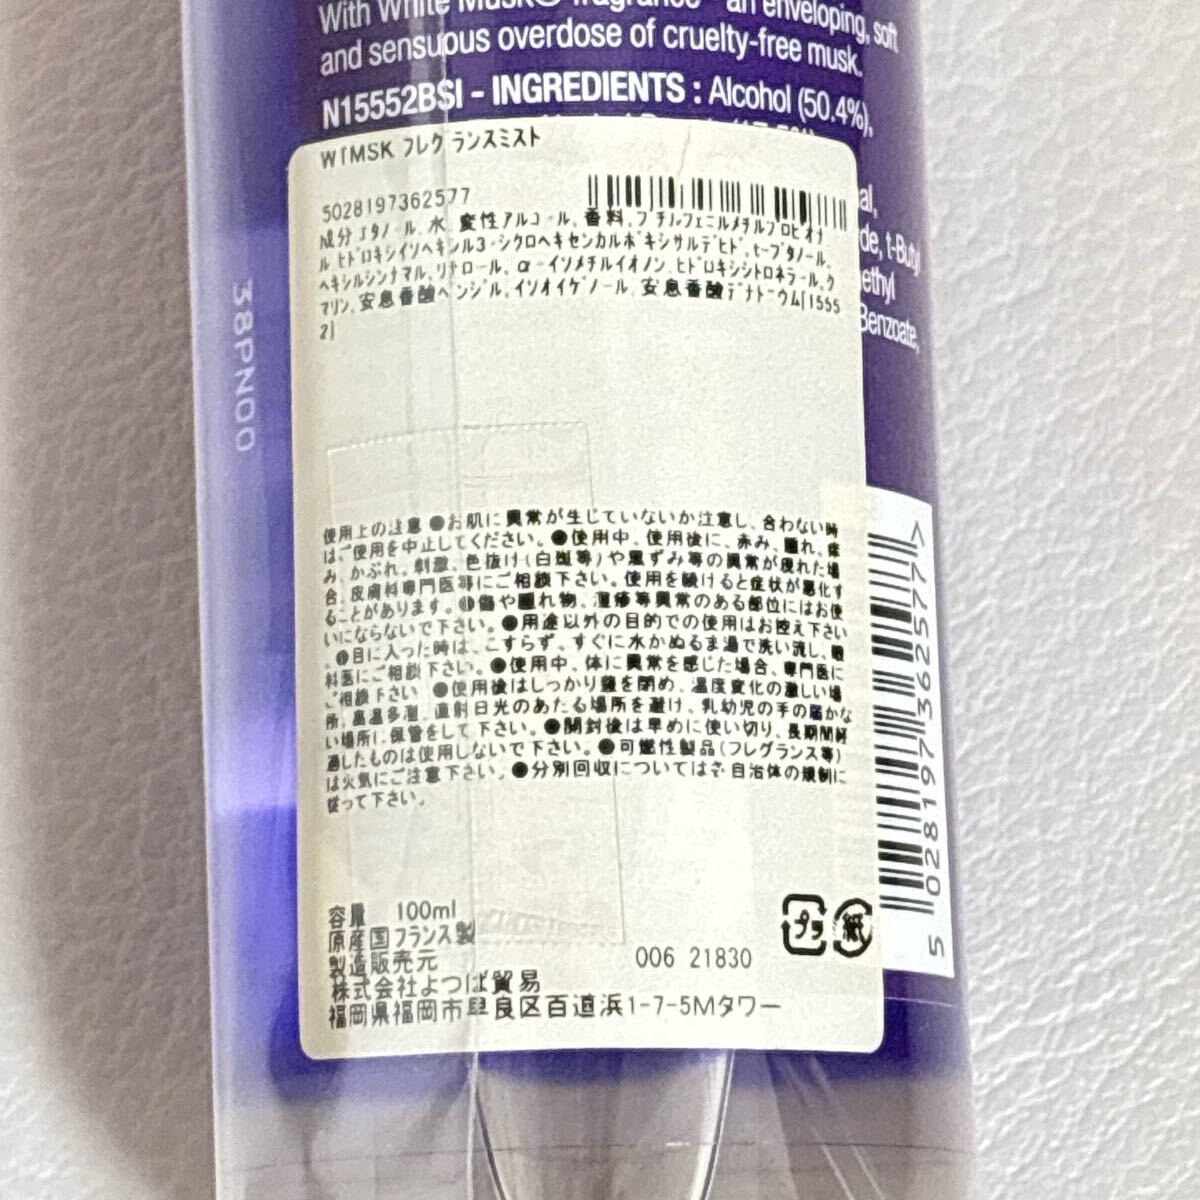 With White Musk® fragrance - an enveloping, soft
and sensuous overdose of cruelty-free musk.
N15552BSI - INGREDIENTS : Alcohol (50.4%),
al,
de, t-Butyl
ethyl
Benzoate,
WTMSK フレグランスミスト
5028197362577
成分 エタノール、水、変性アルコール、香料、ブチルフェニルメチルプロピオナ
ル、ヒドロキシイソヘキシル3-シクロヘキセンカルボキシサルデヒド、t-ブタノール、
ヘキシルシンナマル、リナロール、α-イソメチルイオノン、ヒドロキシシトロネラール、ク
マリン、安息香酸ベンジル、イソオイゲノール、安息香酸デナトニウム[1555
2]
使用上の注意 ●お肌に異常が生じていないか注意し、合わない時
はご使用を中止してください。●使用中、使用後に、赤み、腫れ、痒
み、かぶれ、刺激、色抜け(白斑等)や黒ずみ等の異常が現れた場
合、皮膚科専門医等にご相談下さい。使用を続けると症状が悪化す
ることがあります。●傷や腫れ物、湿疹等異常のある部位にはお使
いにならないで下さい。●用途以外の目的での使用はお控え下さい
。●目に入った時は、こすらず、すぐに水かぬるま湯で洗い流し、眼
科医にご相談下さい。●使用中、体に異常を感じた場合、専門医に
ご相談下さい ●使用後はしっかり蓋を閉め、温度変化の激しい場
所、高温多湿、直射日光のあたる場所を避け、乳幼児の手の届かな
い場所に保管をして下さい。●開封後は早めに使い切り、長期間経
過したものは使用しないで下さい。●可燃性製品(フレグランス等)
は火気にご注意下さい。●分別回収については各自治体の規制に
従って下さい。
容量 100ml
原産国フランス製
製造販売元
006 21830
株式会社よつば貿易
福岡県福岡市早良区百道浜1-7-5Mタワー
プラ
紙
38PN00
5 028197 362577 >